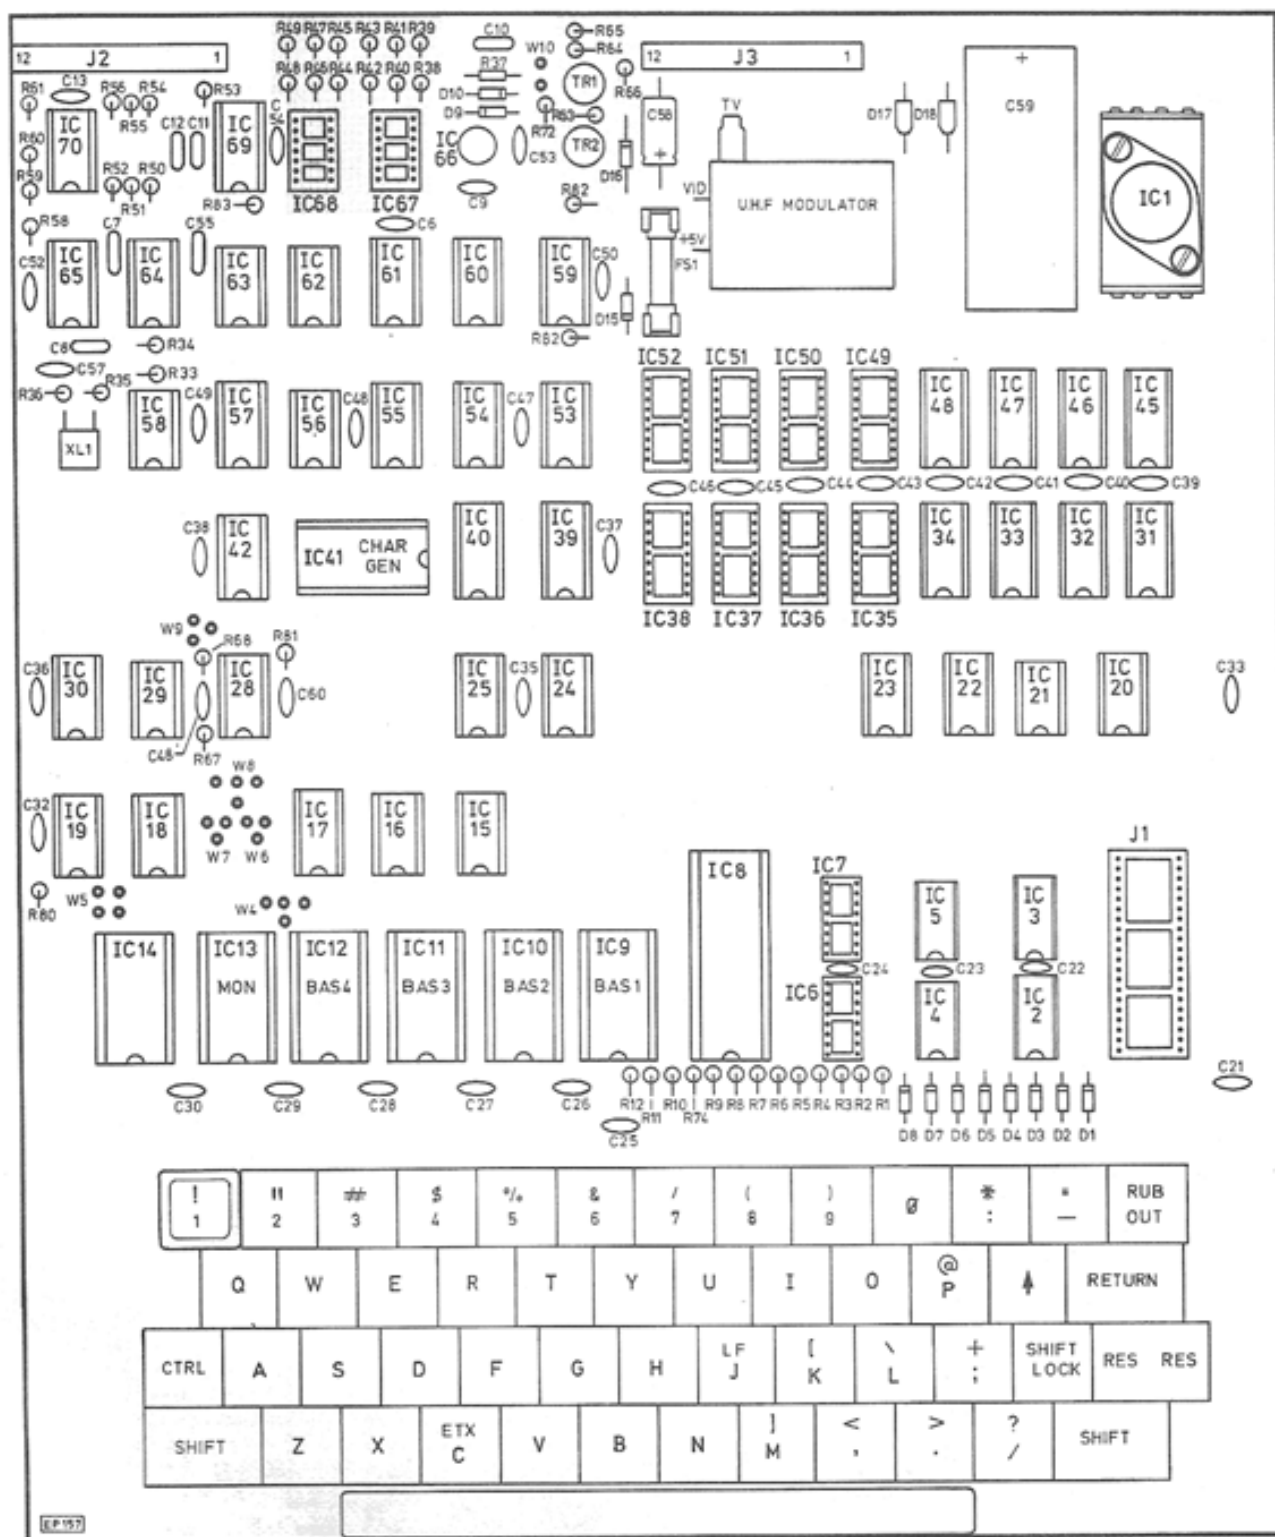 R49 R47 R45 R43 R41 R39 C10 R65
12 J2 1 W10 R64 12 J3 1
R48 R46 R44 R42 R40 R38 R37 TR1 R66
R61 C13 R56 R54 R53 D10 C59
R55 C12 C11 C54 D9 R72 R63 C58 TV D17 D18
R60 IC 70 IC 69 IC 66 C53 TR2 D16
R59 R52 R50 R51 R83 IC68 IC67 C9 R82 VID U.H.F MODULATOR IC1
R58 C7 C55 C6 +5V
C52 IC 65 IC 64 IC 63 IC 62 IC 61 IC 60 IC 59 C50 FS1
D15
C8 R34 R82
C57 R33 IC52 IC51 IC50 IC49
R36 R35 C49 C48 C47
XL1 IC 58 IC 57 IC 56 IC 55 IC 54 IC 53 IC 48 IC 47 IC 46 IC 45
C46 C45 C44 C43 C42 C41 C40 C39
C38 IC 42 IC41 CHAR GEN IC 40 IC 39 C37 IC 34 IC 33 IC 32 IC 31
IC38 IC37 IC36 IC35
W9 R68 R81
C36 IC 30 IC 29 IC 28 C60 IC 25 C35 IC 24 IC 23 IC 22 IC 21 IC 20 C33
C48 R67
W8
C32 IC 19 IC 18 IC 17 IC 16 IC 15
W7 W6 J1
IC8 IC7
R80 W5 W4 IC 5 IC 3
IC14 IC13 MON IC12 BAS4 IC11 BAS3 IC10 BAS2 IC9 BAS1
C24 C23 C22
IC6 IC 4 IC 2
C30 C29 C28 C27 C26 R12 R11 R10 R74 R9 R8 R7 R6 R5 R4 R3 R2 R1 C21
C25 D8 D7 D6 D5 D4 D3 D2 D1
! " # $ % & / ( ) * = RUB
1 2 3 4 5 6 7 8 9 Ø : — OUT
Q W E R T Y U I O @ P RETURN
CTRL A S D F G H LF J [ K \ L + ; SHIFT LOCK RES RES
SHIFT Z X ETX C V B N ] M < , > . ? / SHIFT
EP157